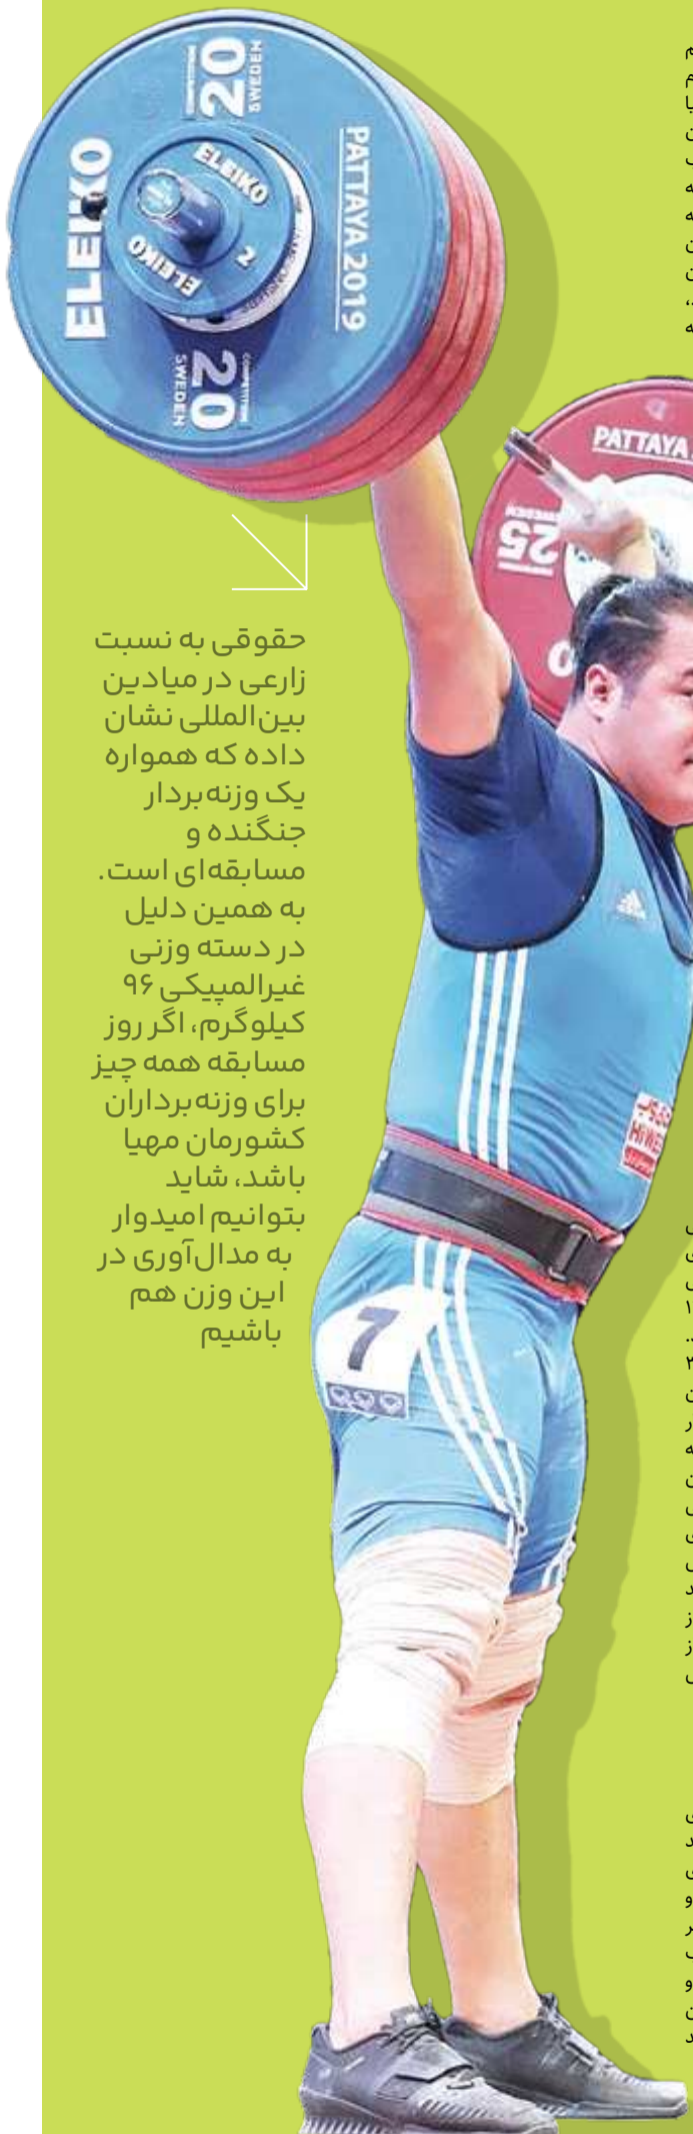 ELEIKO
20
SWEDEN
ELEIKO
ELEIKO
2
PATTAYA 2019
20
SWEDEN
COMPETITION
PATTAYA
25
SWEDEN
حقوقی به نسبت
زارعی در میادین
بین‌المللی نشان
داده که همواره
یک وزنه‌بردار
جنگنده و
مسابقه‌ای است.
به همین دلیل
در دسته وزنی
غیرالمپیکی ۹۶
کیلوگرم، اگر روز
مسابقه همه چیز
برای وزنه‌برداران
کشورمان مهیا
باشد، شاید
بتوانیم امیدوار
به مدال‌آوری در
این وزن هم
باشیم
7